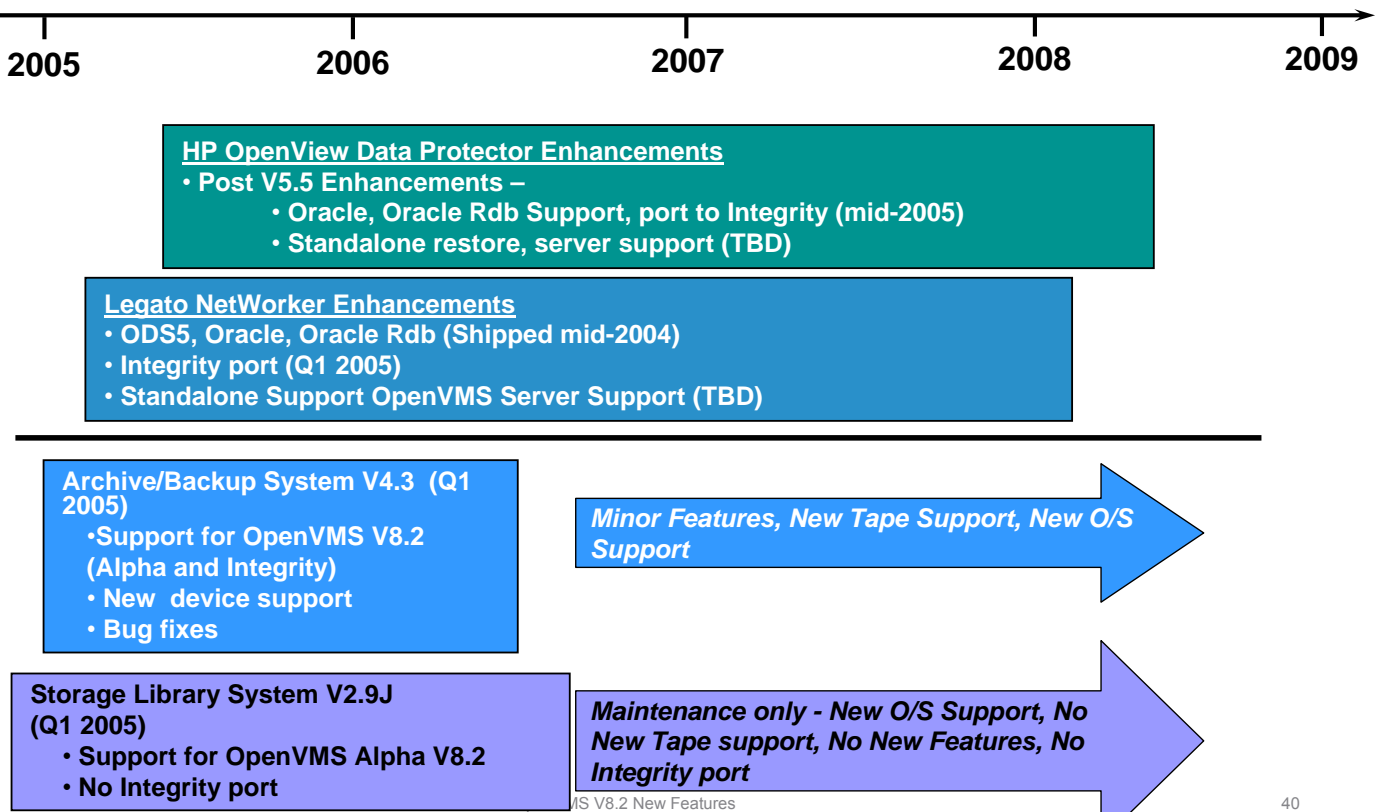 2005 2006 2007 2008 2009
HP OpenView Data Protector Enhancements
• Post V5.5 Enhancements –
• Oracle, Oracle Rdb Support, port to Integrity (mid-2005)
• Standalone restore, server support (TBD)
Legato NetWorker Enhancements
• ODS5, Oracle, Oracle Rdb (Shipped mid-2004)
• Integrity port (Q1 2005)
• Standalone Support OpenVMS Server Support (TBD)
Archive/Backup System V4.3 (Q1
2005)
•Support for OpenVMS V8.2
(Alpha and Integrity)
• New device support
• Bug fixes
Minor Features, New Tape Support, New O/S
Support
Storage Library System V2.9J
(Q1 2005)
• Support for OpenVMS Alpha V8.2
• No Integrity port
Maintenance only - New O/S Support, No
New Tape support, No New Features, No
Integrity port
MS V8.2 New Features
40